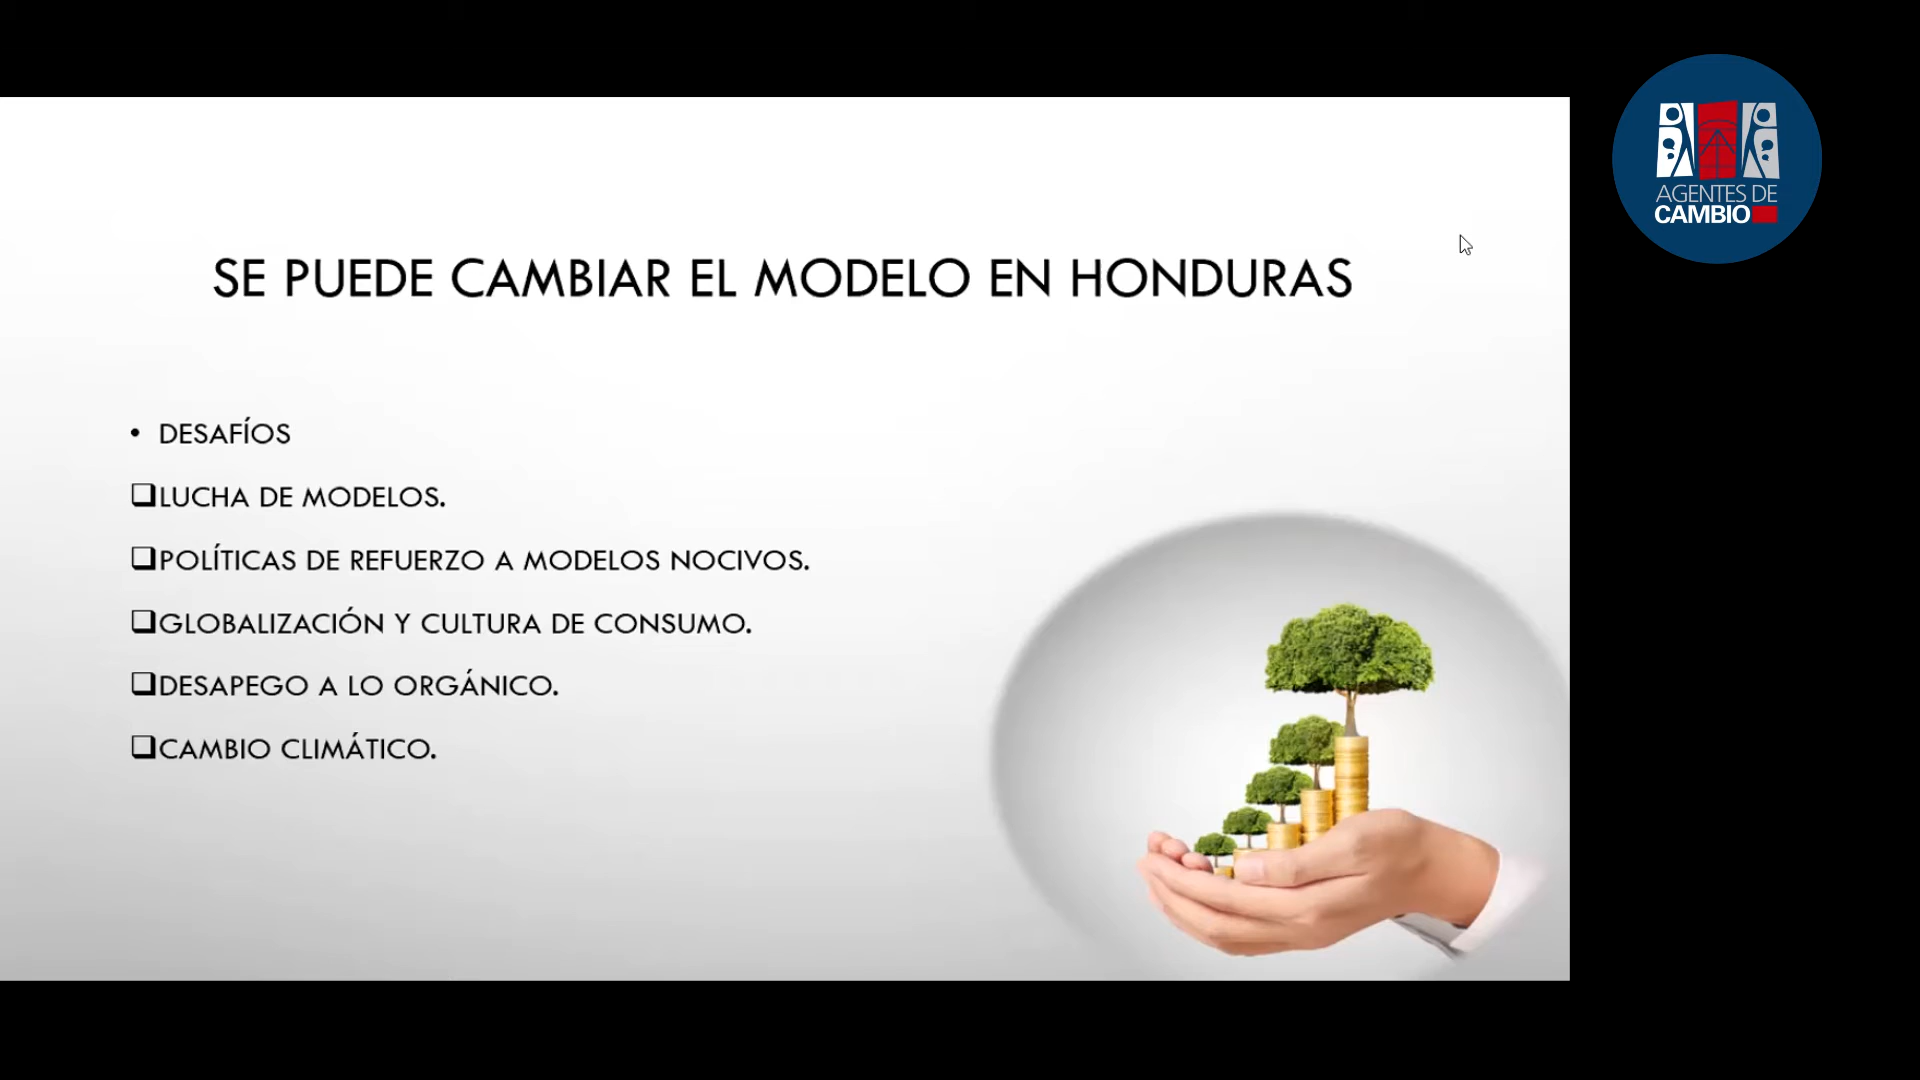 AGENTES DE
CAMBIO
SE PUEDE CAMBIAR EL MODELO EN HONDURAS
• DESAFÍOS
❑LUCHA DE MODELOS.
❑POLÍTICAS DE REFUERZO A MODELOS NOCIVOS.
❑GLOBALIZACIÓN Y CULTURA DE CONSUMO.
❑DESAPEGO A LO ORGÁNICO.
❑CAMBIO CLIMÁTICO.